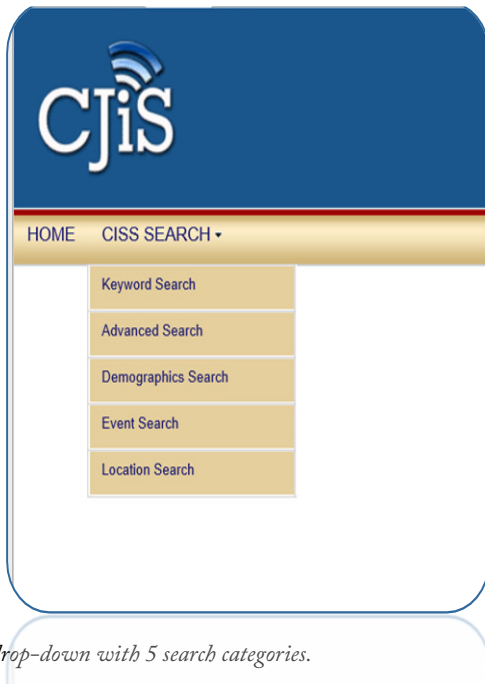 CJiS
HOME CISS SEARCH
Keyword Search
Advanced Search
Demographics Search
Event Search
Location Search
drop-down with 5 search categories.